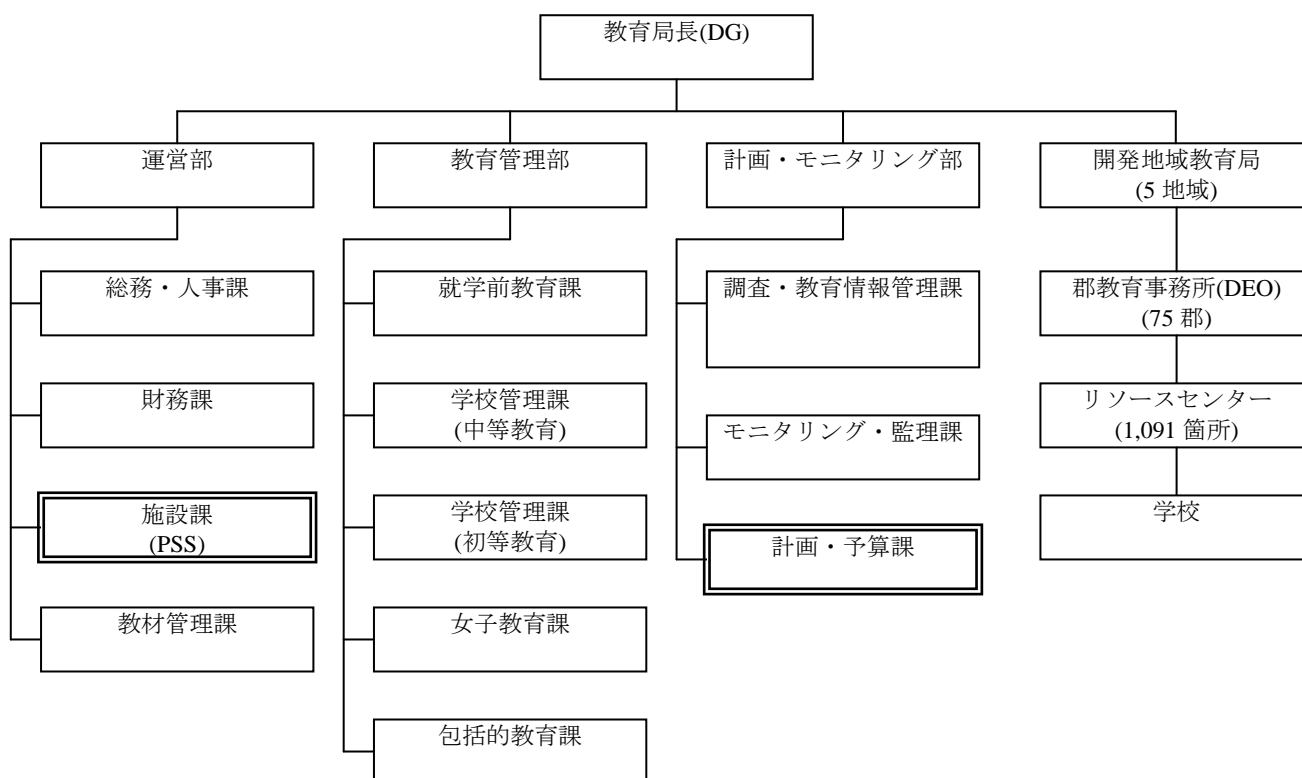 教育局長(DG)
運営部
教育管理部
計画・モニタリング部
開発地域教育局
(5 地域)
総務・人事課
就学前教育課
調査・教育情報管理課
郡教育事務所(DEO)
(75 郡)
財務課
学校管理課
(中等教育)
モニタリング・監理課
リソースセンター
(1,091 箇所)
施設課
(PSS)
学校管理課
(初等教育)
計画・予算課
学校
教材管理課
女子教育課
包括的教育課